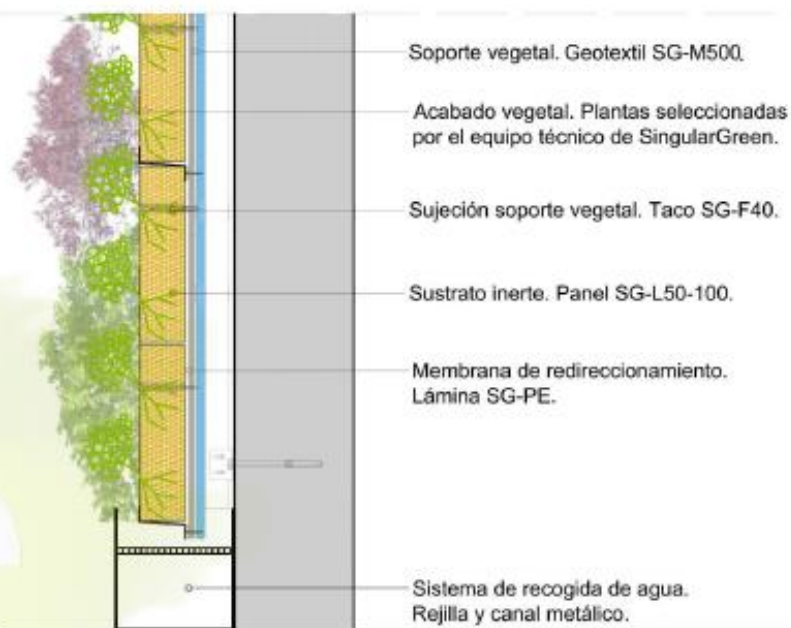 Soporte vegetal. Geotextil SG-M500.
Acabado vegetal. Plantas seleccionadas
por el equipo técnico de SingularGreen.
Sujeción soporte vegetal. Taco SG-F40.
Sustrato inerte. Panel SG-L50-100.
Membrana de redireccionamiento.
Lámina SG-PE.
Sistema de recogida de agua.
Rejilla y canal metálico.